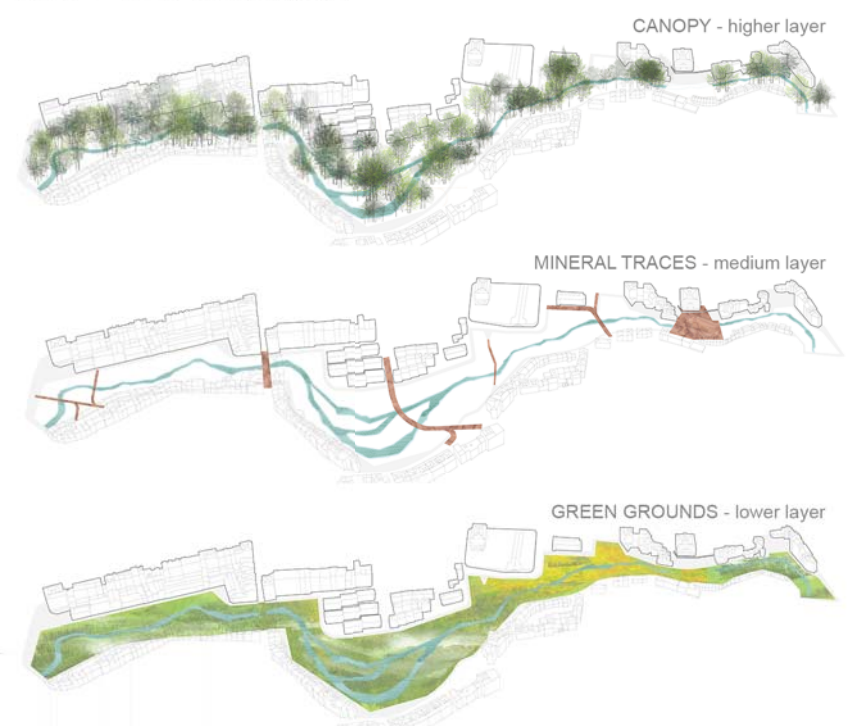 CANOPY - higher layer
MINERAL TRACES - medium layer
GREEN GROUNDS - lower layer